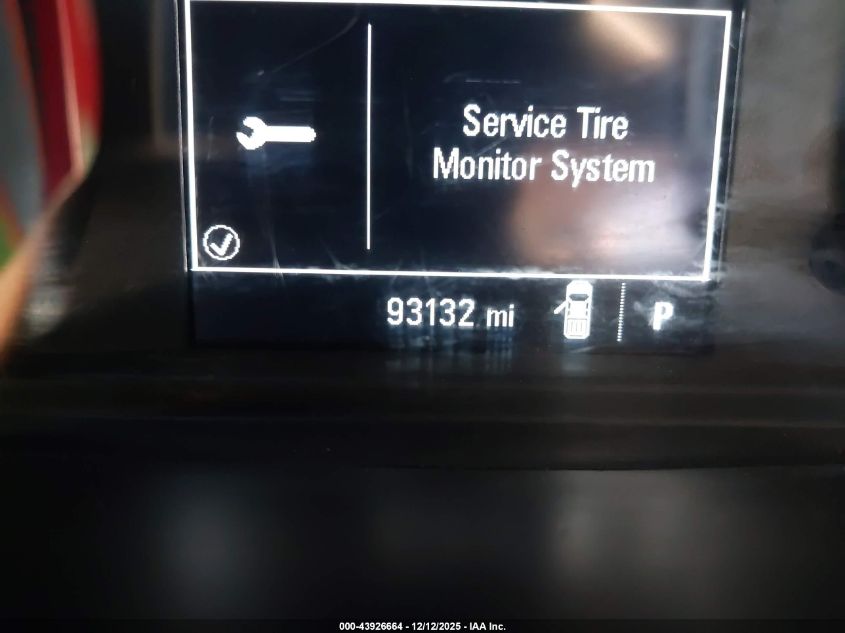 Service Tire
Monitor System
93132 mi
P
000-43926664 - 12/12/2025 - IAA Inc.